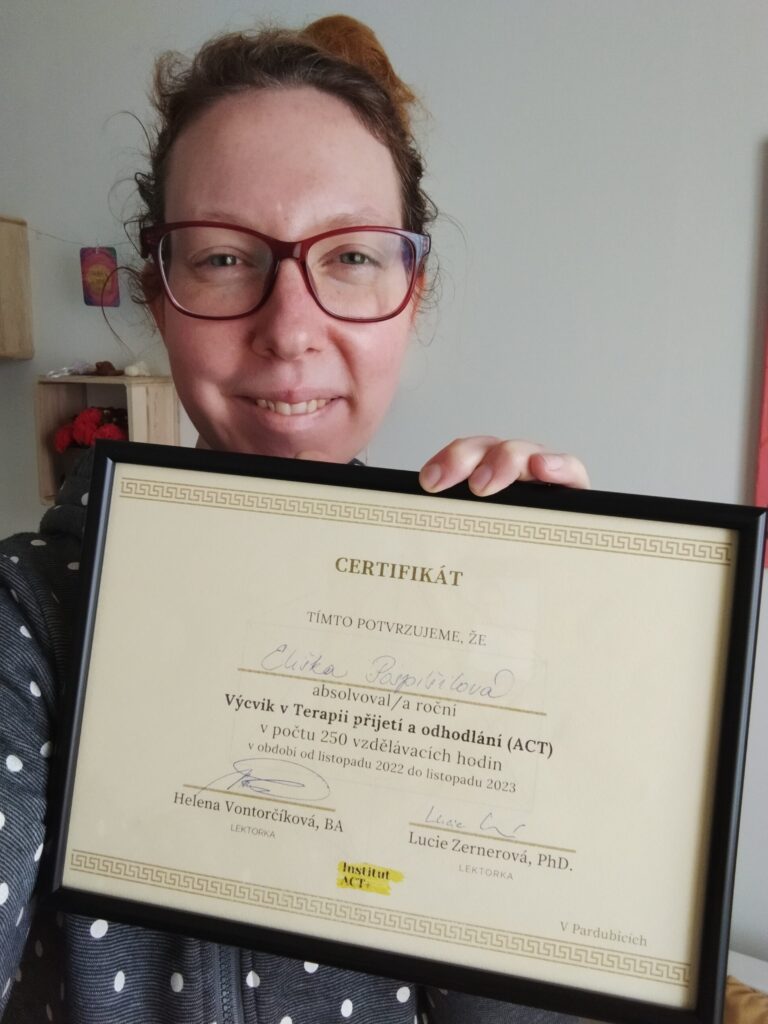 CERTIFIKÁT
TÍMTO POTVRZUJEME, ŽE
Eliška Pospíšilová
absolvoval/a roční
Výcvik v Terapii přijetí a odhodlání (ACT)
v počtu 250 vzdělávacích hodin
v období od listopadu 2022 do listopadu 2023
Helena Vontorčíková, BA
LEKTORKA
Lucie
Lucie Zernerová, PhD.
LEKTORKA
Institut
ACT+
V Pardubicích